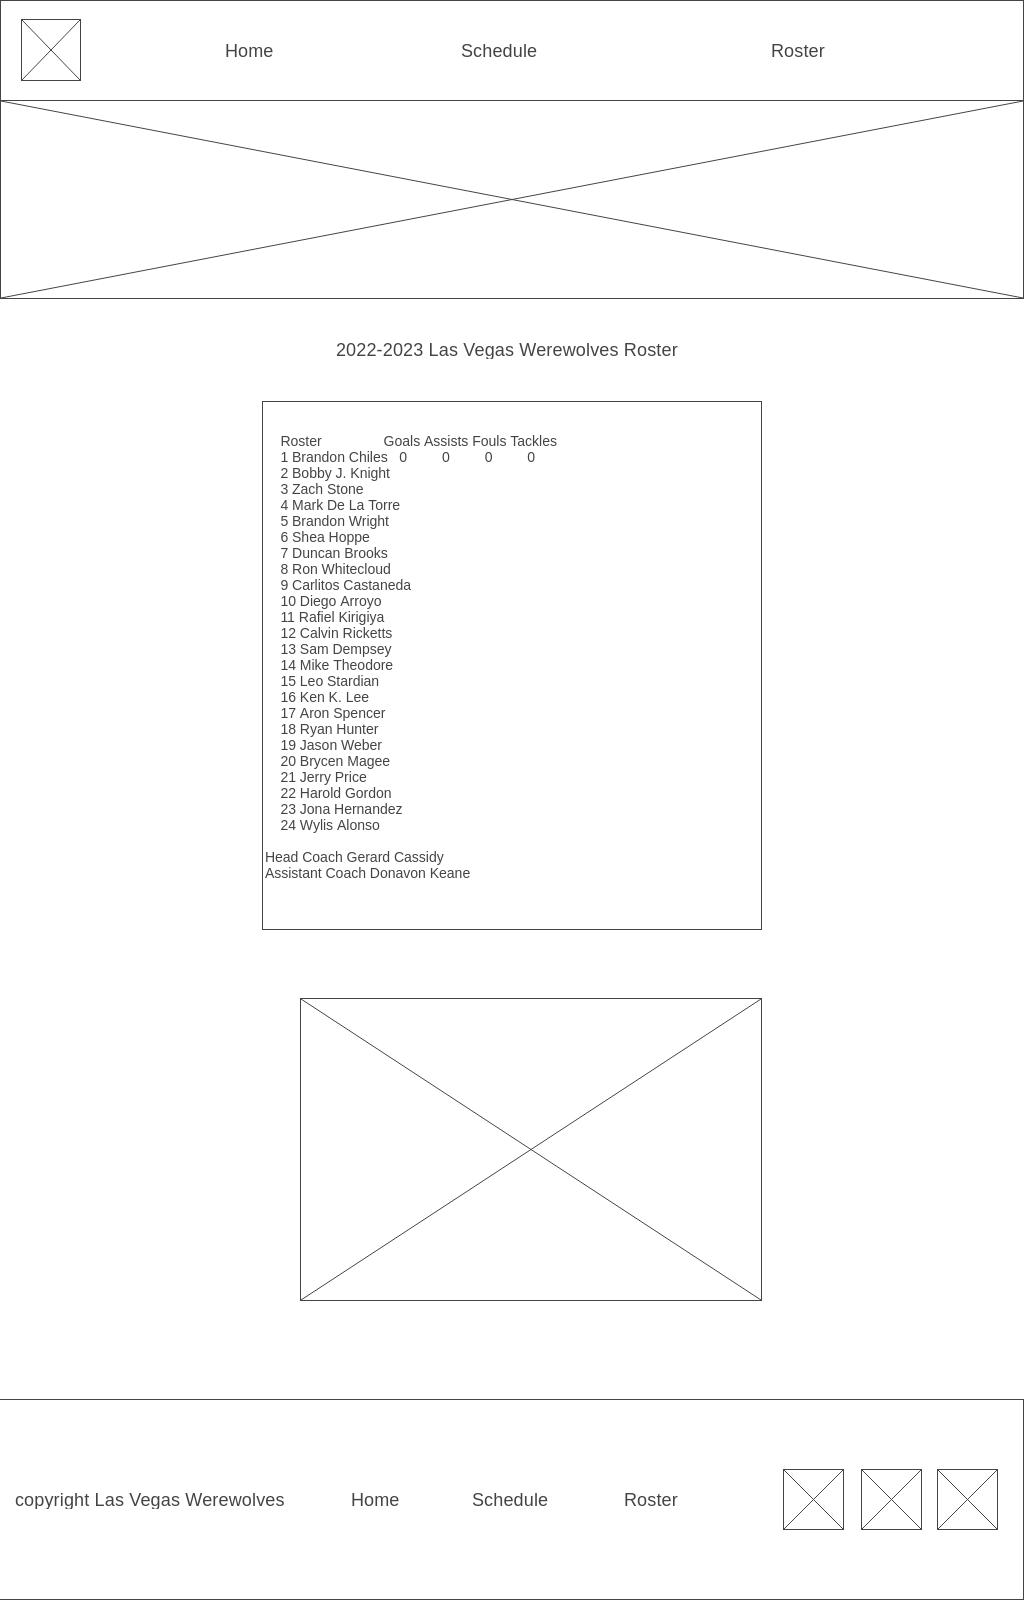 Home Schedule Roster
2022-2023 Las Vegas Werewolves Roster
Roster Goals Assists Fouls Tackles
1 Brandon Chiles 0 0 0 0
2 Bobby J. Knight
3 Zach Stone
4 Mark De La Torre
5 Brandon Wright
6 Shea Hoppe
7 Duncan Brooks
8 Ron Whitecloud
9 Carlitos Castaneda
10 Diego Arroyo
11 Rafiel Kirigiya
12 Calvin Ricketts
13 Sam Dempsey
14 Mike Theodore
15 Leo Stardian
16 Ken K. Lee
17 Aron Spencer
18 Ryan Hunter
19 Jason Weber
20 Brycen Magee
21 Jerry Price
22 Harold Gordon
23 Jona Hernandez
24 Wylis Alonso
Head Coach Gerard Cassidy
Assistant Coach Donavon Keane
copyright Las Vegas Werewolves Home Schedule Roster